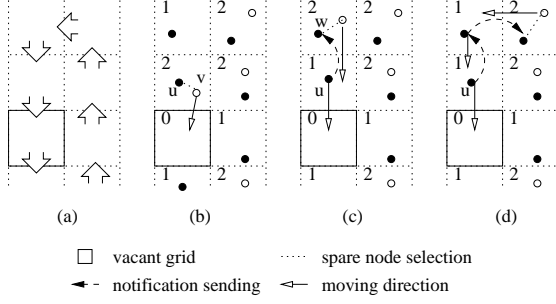 1 2
2 2
u v
0 1
1 2
2 w 2
1 2
u
0 1
1 2
1 2
1 2
u
0 1
1 2
(a) (b) (c) (d)
vacant grid spare node selection
notification sending moving direction